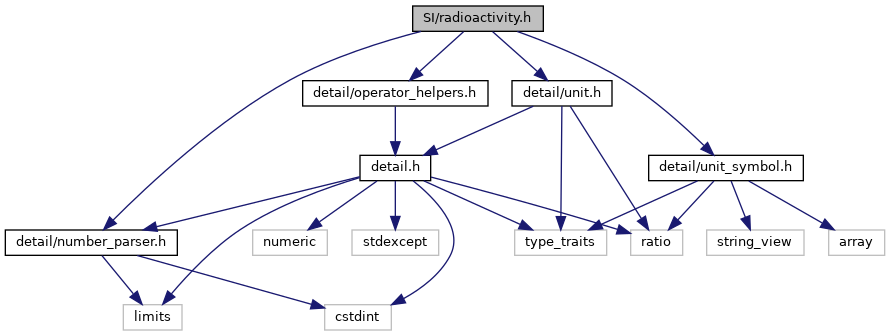 SI/radioactivity.h
detail/operator_helpers.h
detail/unit.h
detail.h
detail/unit_symbol.h
detail/number_parser.h
numeric
stdexcept
type_traits
ratio
string_view
array
limits
cstdint